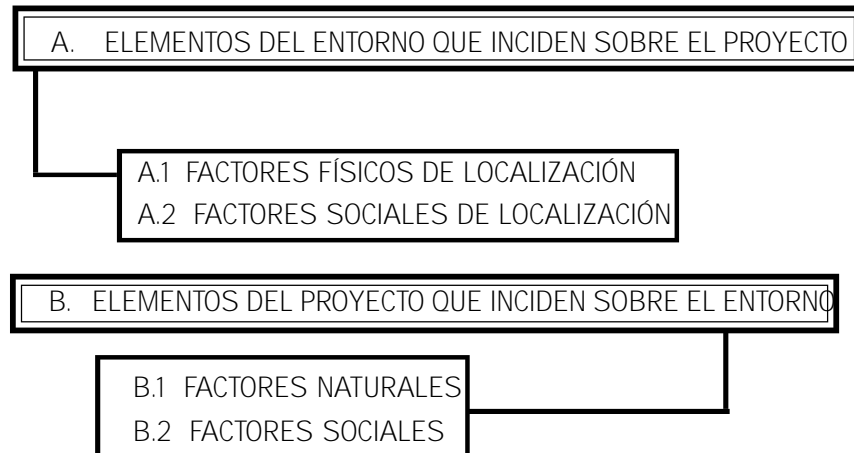 A. ELEMENTOS DEL ENTORNO QUE INCIDEN SOBRE EL PROYECTO
A.1 FACTORES FÍSICOS DE LOCALIZACIÓN
A.2 FACTORES SOCIALES DE LOCALIZACIÓN
B. ELEMENTOS DEL PROYECTO QUE INCIDEN SOBRE EL ENTORNO
B.1 FACTORES NATURALES
B.2 FACTORES SOCIALES